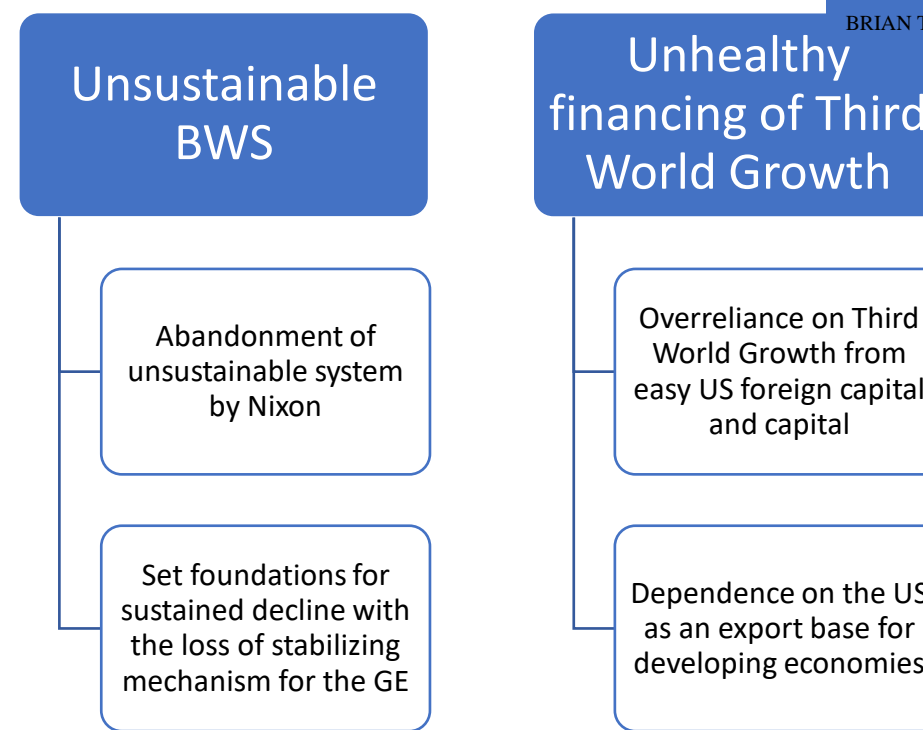 BRIAN T
Unsustainable
BWS
Abandonment of
unsustainable system
by Nixon
Set foundations for
sustained decline with
the loss of stabilizing
mechanism for the GE
Unhealthy
financing of Third
World Growth
Overreliance on Third
World Growth from
easy US foreign capital
and capital
Dependence on the US
as an export base for
developing economies